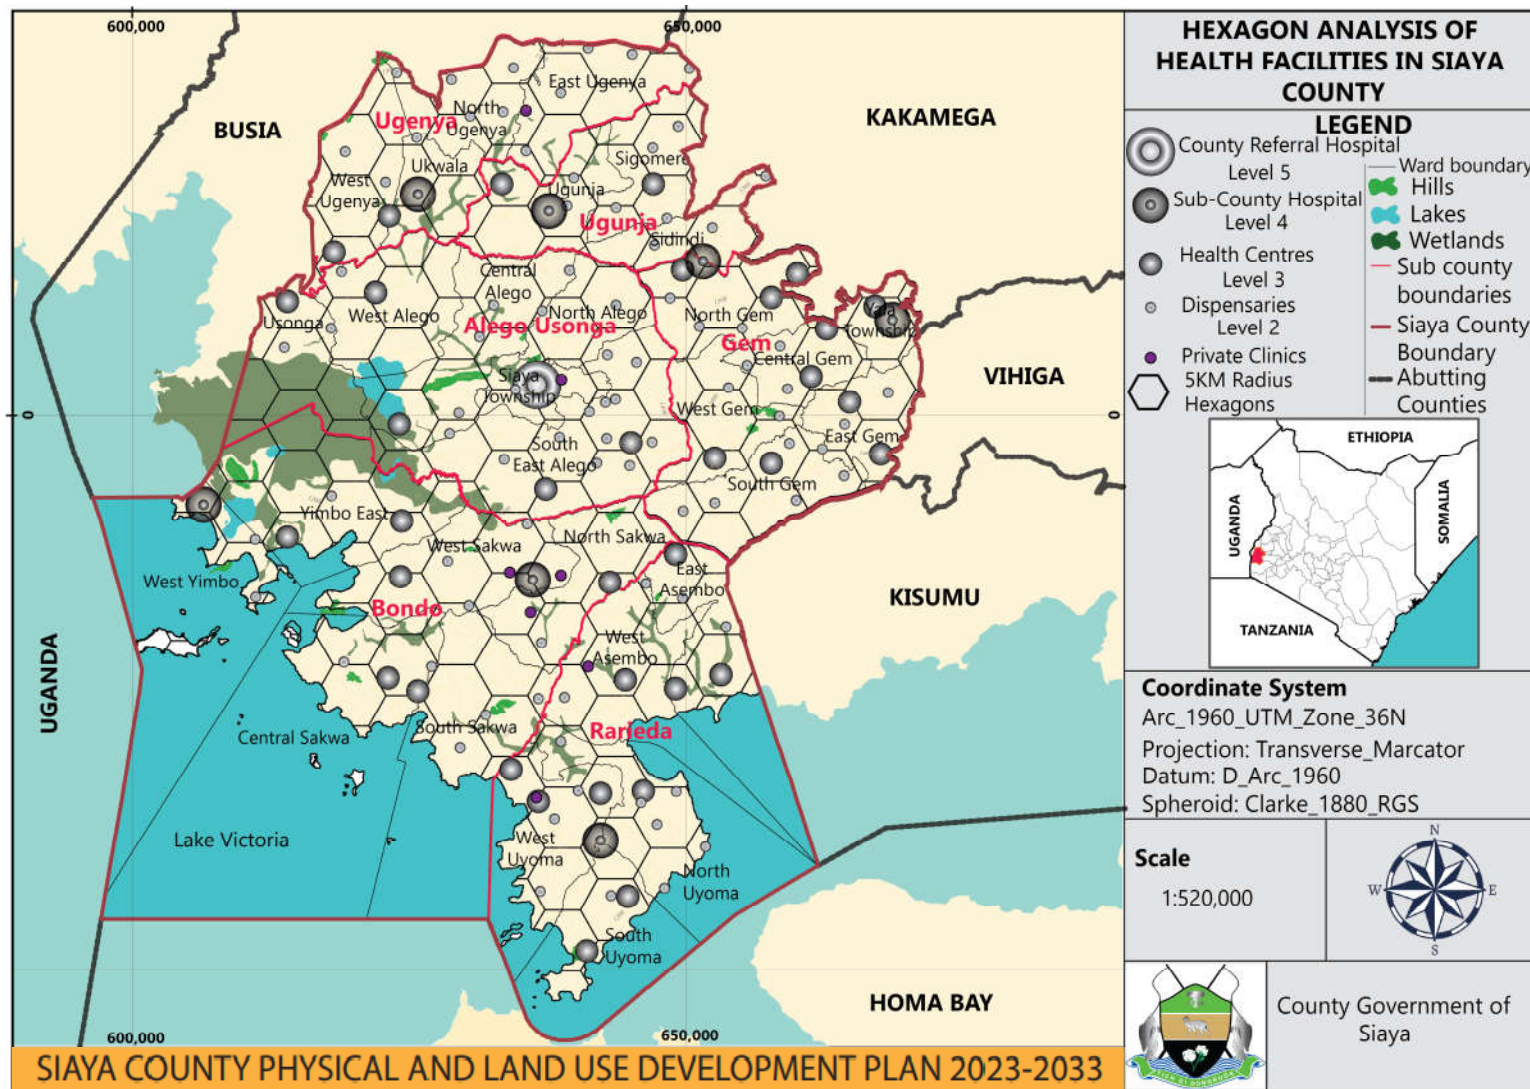 600,000
650,000
BUSIA
KAKAMEGA
VIHIGA
KISUMU
HOMA BAY
UGANDA
0
0
East Ugenya
North
Ugenya
Ugenya
Ukwala
West
Ugenya
Sigomere
Ugunja
Ugunja
Sidindi
Central
Alego
Usonga
West Alego
North Alego
Alego Usonga
North Gem
Yala
Township
Gem
Central Gem
Siaya
Township
West Gem
East Gem
South
East Alego
South Gem
Yimbo East
West Sakwa
North Sakwa
West Yimbo
East
Asembo
Bondo
West
Asembo
South Sakwa
Rarieda
Central Sakwa
Lake Victoria
West
Uyoma
North
Uyoma
South
Uyoma
600,000
650,000
SIAYA COUNTY PHYSICAL AND LAND USE DEVELOPMENT PLAN 2023-2033
HEXAGON ANALYSIS OF
HEALTH FACILITIES IN SIAYA
COUNTY
LEGEND
County Referral Hospital
Level 5
Sub-County Hospital
Level 4
Health Centres
Level 3
Dispensaries
Level 2
Private Clinics
5KM Radius
Hexagons
Ward boundary
Hills
Lakes
Wetlands
Sub county
boundaries
Siaya County
Boundary
Abutting
Counties
ETHIOPIA
UGANDA
SOMALIA
TANZANIA
Coordinate System
Arc_1960_UTM_Zone_36N
Projection: Transverse_Marcator
Datum: D_Arc_1960
Spheroid: Clarke_1880_RGS
Scale
1:520,000
N
W
E
S
County Government of
Siaya